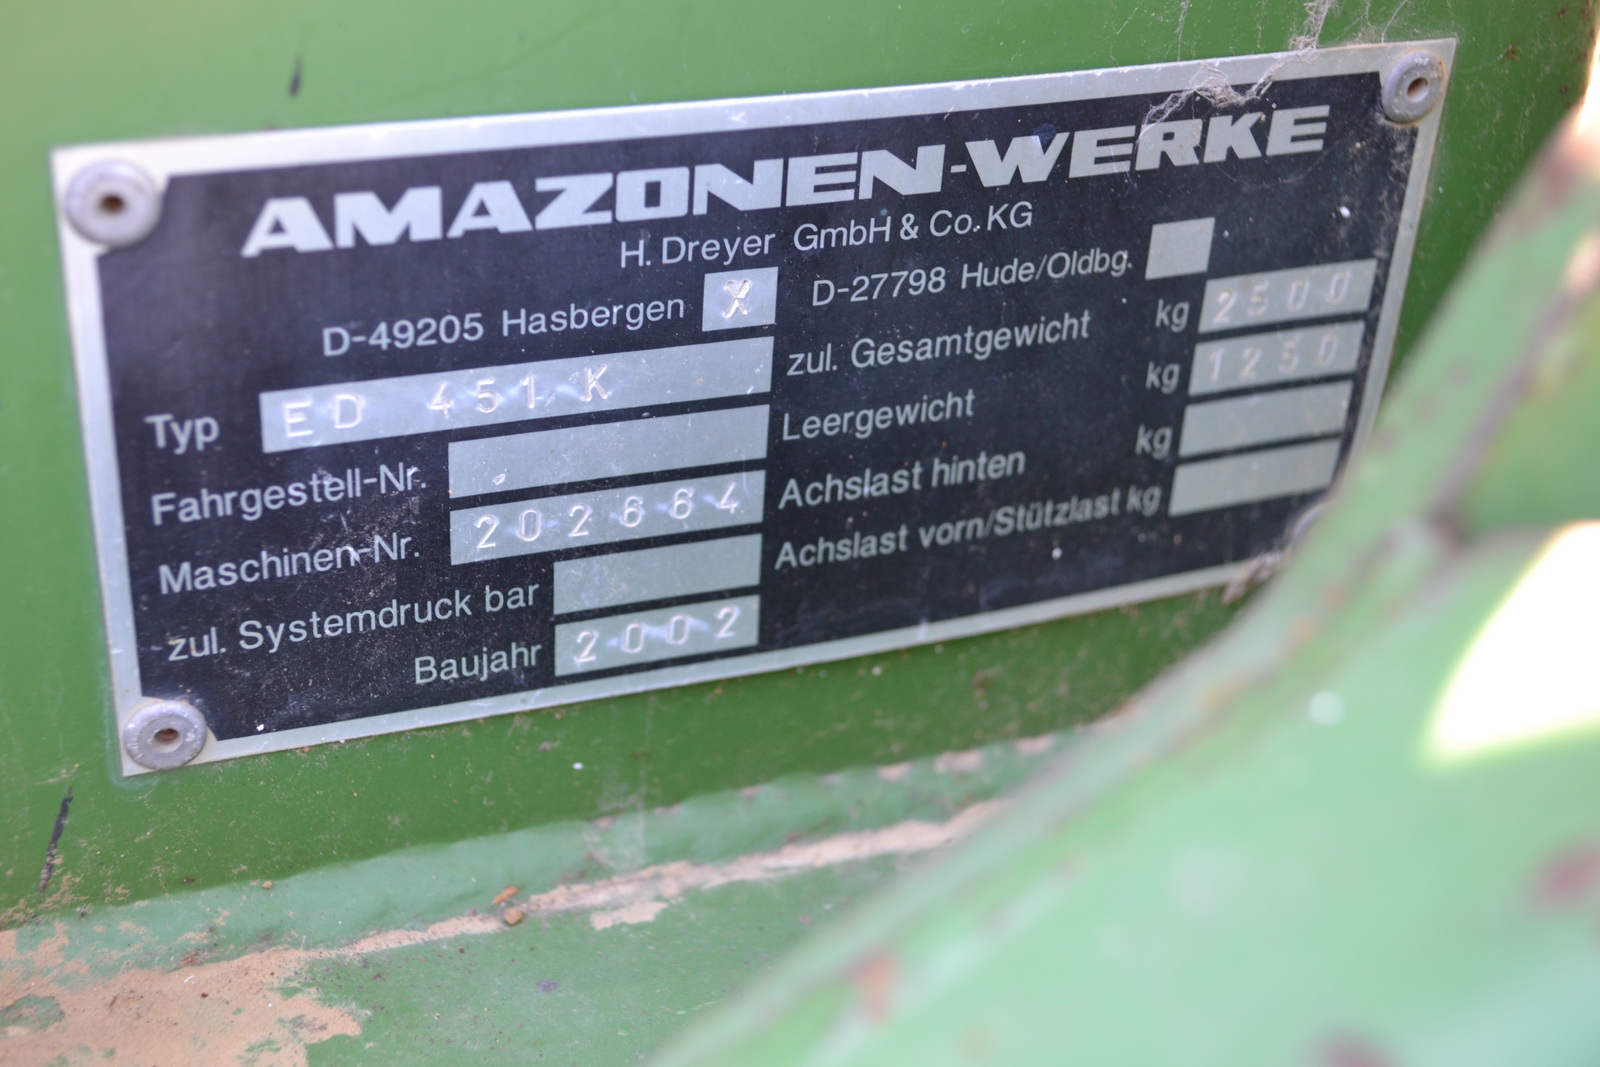 AMAZONEN-WERKE
H. Dreyer GmbH & Co. KG
D-49205 Hasbergen X D-27798 Hude/Oldbg.
Typ ED 451 K
Fahrgestell-Nr.
Maschinen-Nr. 202664
zul. Systemdruck bar
Baujahr 2002
zul. Gesamtgewicht kg 2500
Leergewicht kg 1250
Achslast hinten kg
Achslast vorn/Stützlast kg